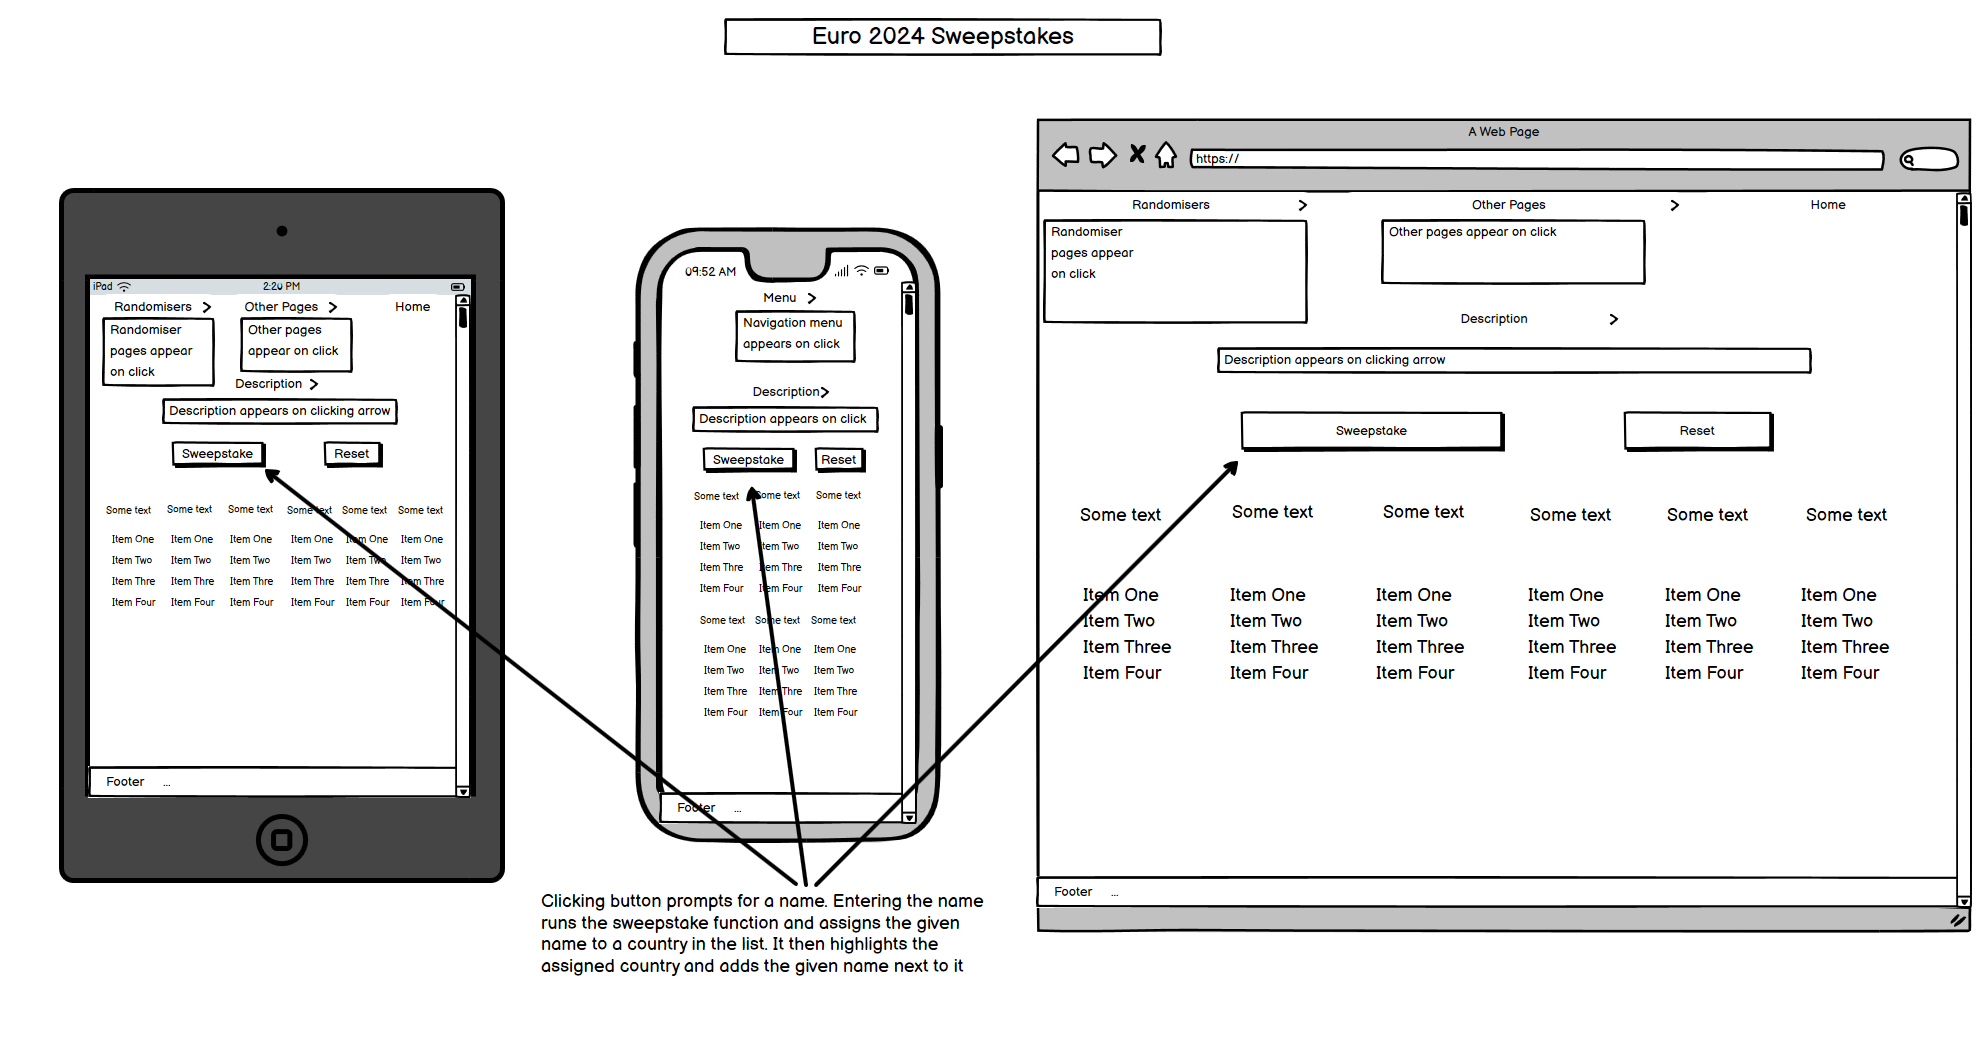 Euro 2024 Sweepstakes
iPad 2:20 PM
Randomisers > Other Pages > Home
Randomiser
pages appear
on click
Other pages
appear on click
Description >
Description appears on clicking arrow
Sweepstake Reset
Some text Some text Some text Some text Some text Some text
Item One Item One Item One Item One Item One Item One
Item Two Item Two Item Two Item Two Item Two Item Two
Item Thre Item Thre Item Thre Item Thre Item Thre Item Thre
Item Four Item Four Item Four Item Four Item Four Item Four
Footer ...
09:52 AM
Menu >
Navigation menu
appears on click
Description>
Description appears on click
Sweepstake Reset
Some text Some text Some text
Item One Item One Item One
Item Two Item Two Item Two
Item Thre Item Thre Item Thre
Item Four Item Four Item Four
Some text Some text Some text
Item One Item One Item One
Item Two Item Two Item Two
Item Thre Item Thre Item Thre
Item Four Item Four Item Four
Footer ...
A Web Page
https://
Randomisers > Other Pages > Home
Randomiser
pages appear
on click
Other pages appear on click
Description >
Description appears on clicking arrow
Sweepstake Reset
Some text Some text Some text Some text Some text Some text
Item One Item One Item One Item One Item One Item One
Item Two Item Two Item Two Item Two Item Two Item Two
Item Three Item Three Item Three Item Three Item Three Item Three
Item Four Item Four Item Four Item Four Item Four Item Four
Footer ...
Clicking button prompts for a name. Entering the name
runs the sweepstake function and assigns the given
name to a country in the list. It then highlights the
assigned country and adds the given name next to it